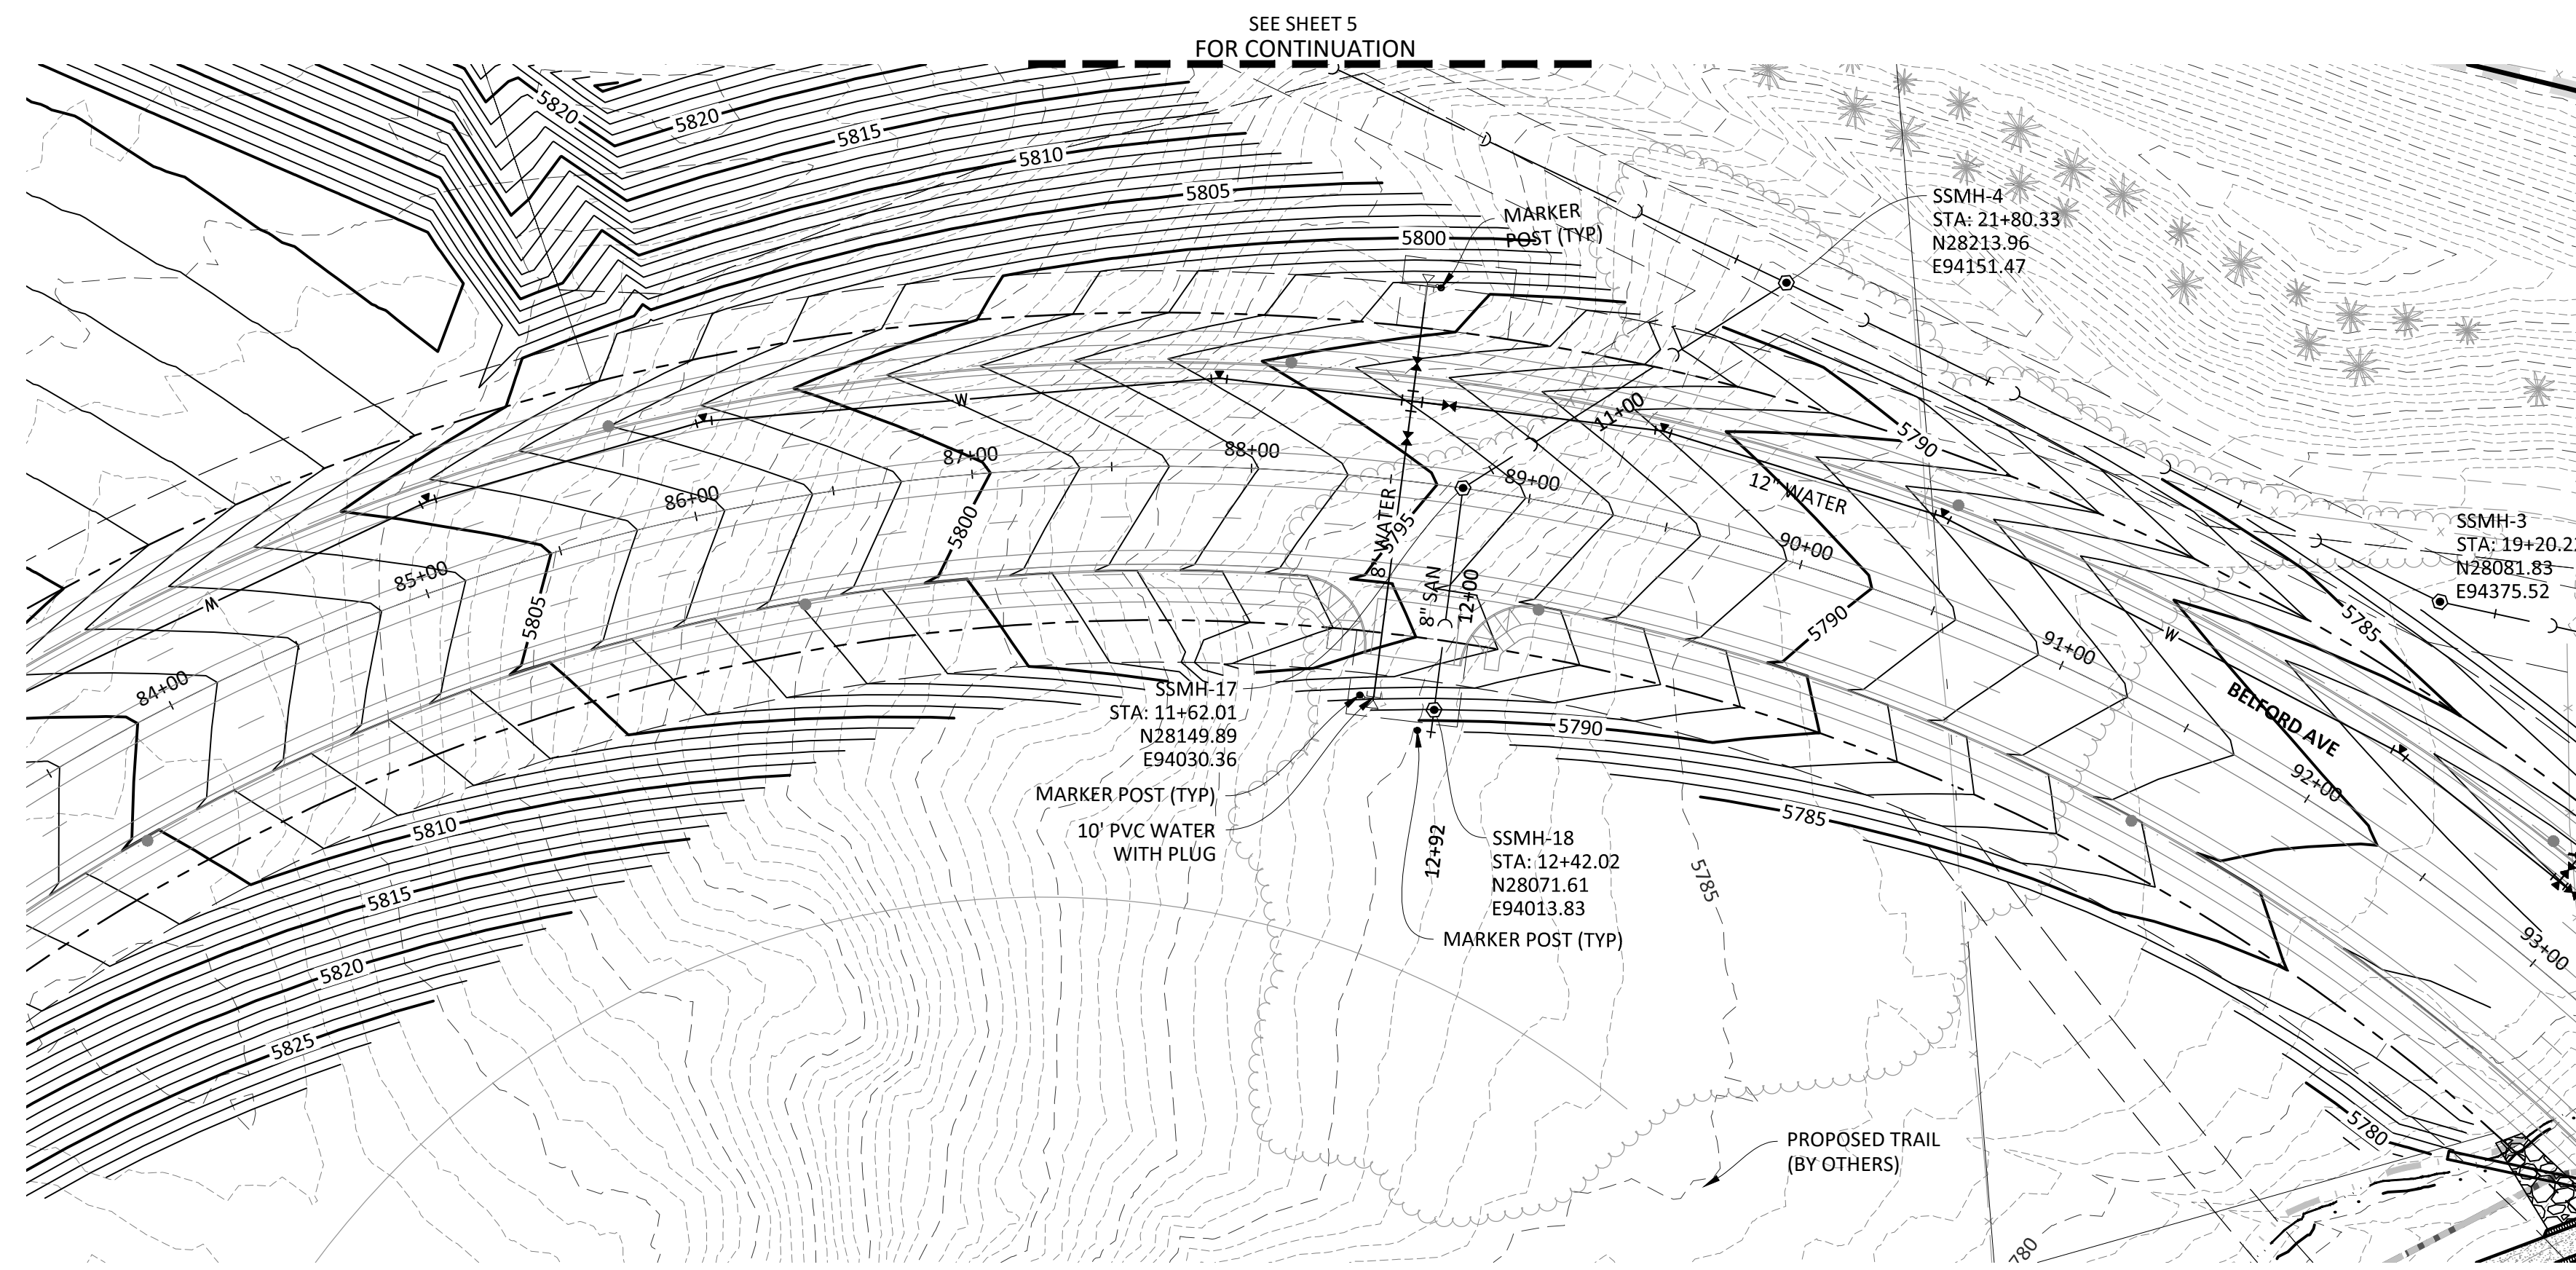 SEE SHEET 5
FOR CONTINUATION
5820
5820
5815
5810
5805
5800
MARKER
POST (TYP)
SSMH-4
STA: 21+80.33
N28213.96
E94151.47
W
11+00
5790
87+00
88+00
89+00
12" WATER
86+00
5800
8" WATER
5795
90+00
SSMH-3
N28081.83
E94375.52
85+00
W
5805
8" SAN
12+00
5790
5785
91+00
W
84+00
SSMH-17
STA: 11+62.01
N28149.89
E94030.36
5790
BELFORD AVE
92+00
MARKER POST (TYP)
10' PVC WATER
WITH PLUG
5810
12+92
SSMH-18
STA: 12+42.02
N28071.61
E94013.83
5785
5785
5815
MARKER POST (TYP)
93+00
5820
5825
PROPOSED TRAIL
(BY OTHERS)
5780